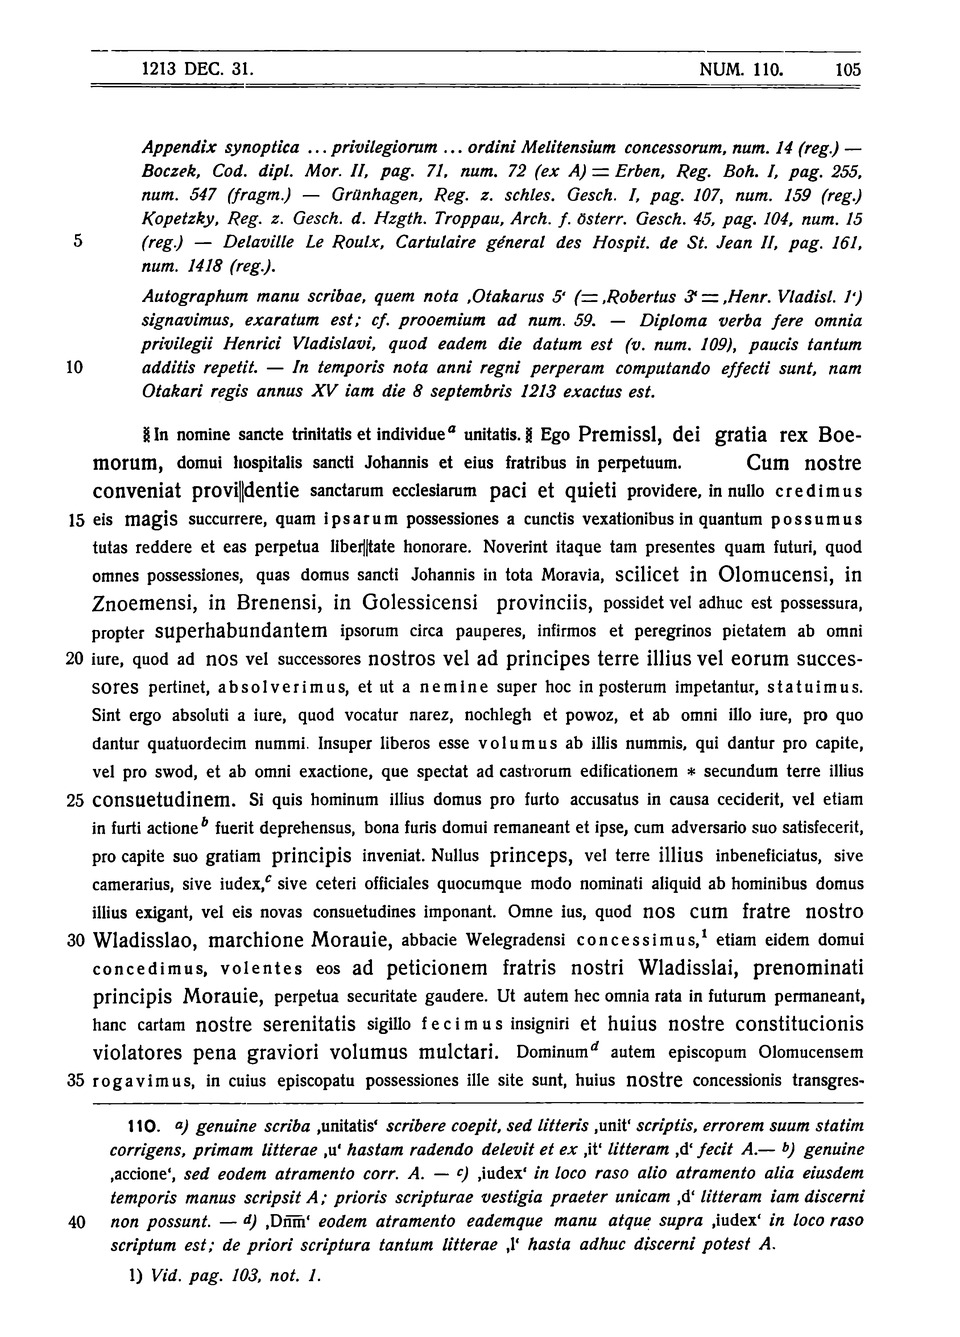 1213 DEC. 31. NUM. 110. 105
Appendix synoptica ... privilegiorum ... ordini Melitensium concessorum, num. 14 (reg.) —
Boczek, Cod. dipl. Mor. II, pag. 71, num. 72 (ex A) = Erben, Reg. Boh. I, pag. 255,
num. 547 (fragm.) — Grünhagen, Reg. z. schles. Gesch. I, pag. 107, num. 159 (reg.)
Kopetzky, Reg. z. Gesch. d. Hzgth. Troppau, Arch. f. österr. Gesch. 45, pag. 104, num. 15
5 (reg.) — Delaville Le Roulx, Cartulaire géneral des Hospit. de St. Jean II, pag. 161,
num. 1418 (reg.).
Autographum manu scribae, quem nota ‚Otakarus 5‘ (= ‚Robertus 3‘ = ‚Henr. Vladisl. 1‘)
signavimus, exaratum est; cf. prooemium ad num. 59. — Diploma verba fere omnia
privilegii Henrici Vladislavi, quod eadem die datum est (v. num. 109), paucis tantum
10 additis repetit. — In temporis nota anni regni perperam computando effecti sunt, nam
Otakari regis annus XV iam die 8 septembris 1213 exactus est.
§ In nomine sancte trinitatis et individue a unitatis. § Ego Premissl, dei gratia rex Boe-
morum, domui hospitalis sancti Johannis et eius fratribus in perpetuum. Cum nostre
conveniat provi||dentie sanctarum ecclesiarum paci et quieti providere, in nullo credimus
15 eis magis succurrere, quam ipsarum possessiones a cunctis vexationibus in quantum possumus
tutas reddere et eas perpetua liber||tate honorare. Noverint itaque tam presentes quam futuri, quod
omnes possessiones, quas domus sancti Johannis in tota Moravia, scilicet in Olomucensi, in
Znoemensi, in Brenensi, in Golessicensi provinciis, possidet vel adhuc est possessura,
propter superhabundantem ipsorum circa pauperes, infirmos et peregrinos pietatem ab omni
20 iure, quod ad nos vel successores nostros vel ad principes terre illius vel eorum succes-
sores pertinet, absolverimus, et ut a nemine super hoc in posterum impetantur, statuimus.
Sint ergo absoluti a iure, quod vocatur narez, nochlegh et powoz, et ab omni illo iure, pro quo
dantur quatuordecim nummi. Insuper liberos esse volumus ab illis nummis, qui dantur pro capite,
vel pro swod, et ab omni exactione, que spectat ad castrorum edificationem * secundum terre illius
25 consuetudinem. Si quis hominum illius domus pro furto accusatus in causa ceciderit, vel etiam
in furti actione b fuerit deprehensus, bona furis domui remaneant et ipse, cum adversario suo satisfecerit,
pro capite suo gratiam principis inveniat. Nullus princeps, vel terre illius inbeneficiatus, sive
camerarius, sive iudex, c sive ceteri officiales quocumque modo nominati aliquid ab hominibus domus
illius exigant, vel eis novas consuetudines imponant. Omne ius, quod nos cum fratre nostro
30 Wladisslao, marchione Morauie, abbacie Welegradensi concessimus, 1 etiam eidem domui
concedimus, volentes eos ad peticionem fratris nostri Wladisslai, prenominati
principis Morauie, perpetua securitate gaudere. Ut autem hec omnia rata in futurum permaneant,
hanc cartam nostre serenitatis sigillo fecimus insigniri et huius nostre constitucionis
violatores pena graviori volumus mulctari. Dominum d autem episcopum Olomucensem
35 rogavimus, in cuius episcopatu possessiones ille site sunt, huius nostre concessionis transgres-
110. a) genuine scriba ‚unitatis‘ scribere coepit, sed litteris ‚unit‘ scriptis, errorem suum statim
corrigens, primam litterae ‚u‘ hastam radendo delevit et ex ‚it‘ litteram ‚d‘ fecit A. — b) genuine
‚accione‘, sed eodem atramento corr. A. — c) ‚iudex‘ in loco raso alio atramento alia eiusdem
temporis manus scripsit A; prioris scripturae vestigia praeter unicam ‚d‘ litteram iam discerni
40 non possunt. — d) ‚Dn̅m̅‘ eodem atramento eademque manu atque supra ‚iudex‘ in loco raso
scriptum est; de priori scriptura tantum litterae ‚l‘ hasta adhuc discerni potest A.
1) Vid. pag. 103, not. 1.